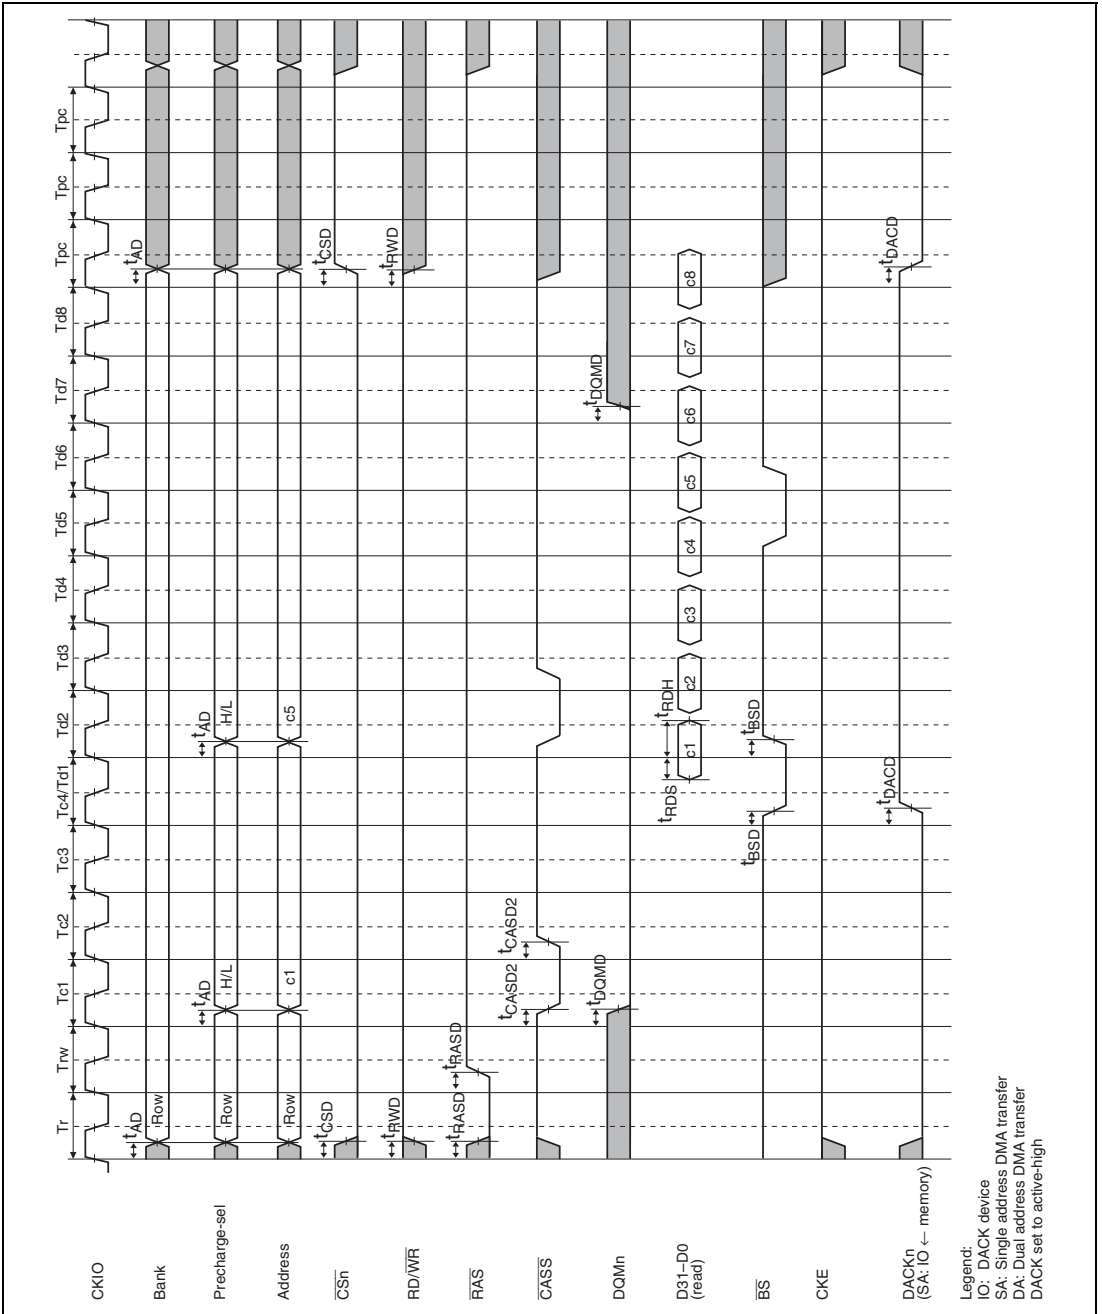 Tr Trw Tc1 Tc2 Tc3 Tc4/Td1 Td2 Td3 Td4 Td5 Td6 Td7 Td8 Tpc Tpc Tpc
CKIO
tAD tAD
Bank Row
tAD tAD
Precharge-sel Row H/L H/L
Address Row c1 c5
tCSD tCSD
CSn
tRWD tRWD
RD/WR
tRASD tRASD
RAS
tCASD2 tCASD2
CASS
tDQMD tDQMD
DQMn
tRDS tRDH
D31–D0
(read)
c1 c2 c3 c4 c5 c6 c7 c8
tBSD tBSD
BS
CKE
tDACD tDACD
DACKn
(SA: IO ← memory)
Legend:
IO: DACK device
SA: Single address DMA transfer
DA: Dual address DMA transfer
DACK set to active-high